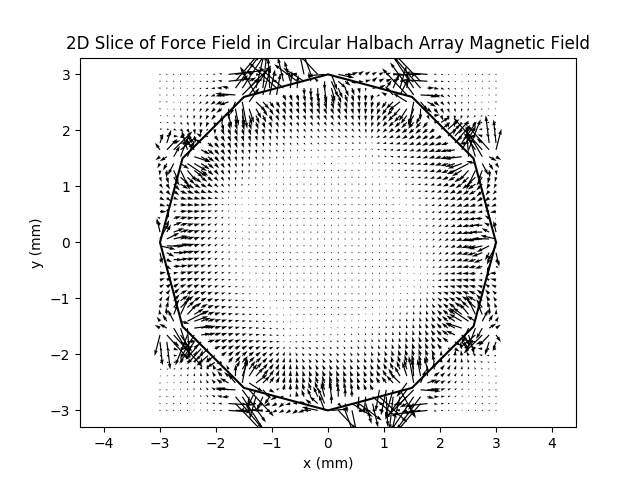 2D Slice of Force Field in Circular Halbach Array Magnetic Field
3
2
1
0
−1
−2
−3
y (mm)
−4 −3 −2 −1 0 1 2 3 4
x (mm)